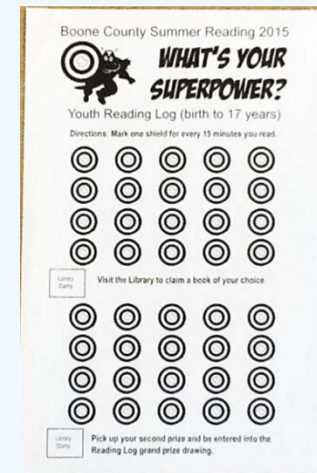 Boone County Summer Reading 2015
WHAT'S YOUR
SUPERPOWER?
Youth Reading Log (birth to 17 years)
Directions: Mark one shield for every 15 minutes you read.
Library
Stamp
Visit the Library to claim a book of your choice.
Library
Stamp
Pick up your second prize and be entered into the
Reading Log grand prize drawing.